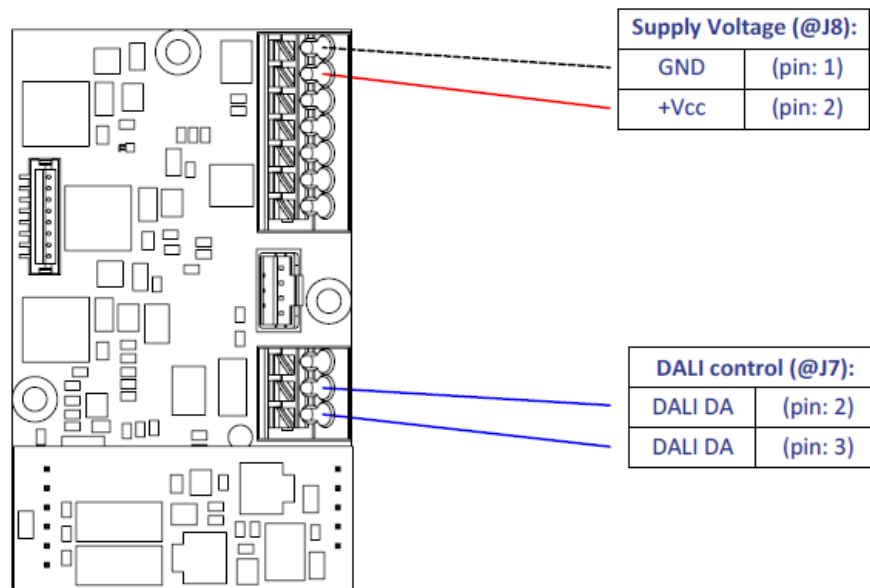 Supply Voltage (@J8):
GND (pin: 1)
+Vcc (pin: 2)
DALI control (@J7):
DALI DA (pin: 2)
DALI DA (pin: 3)